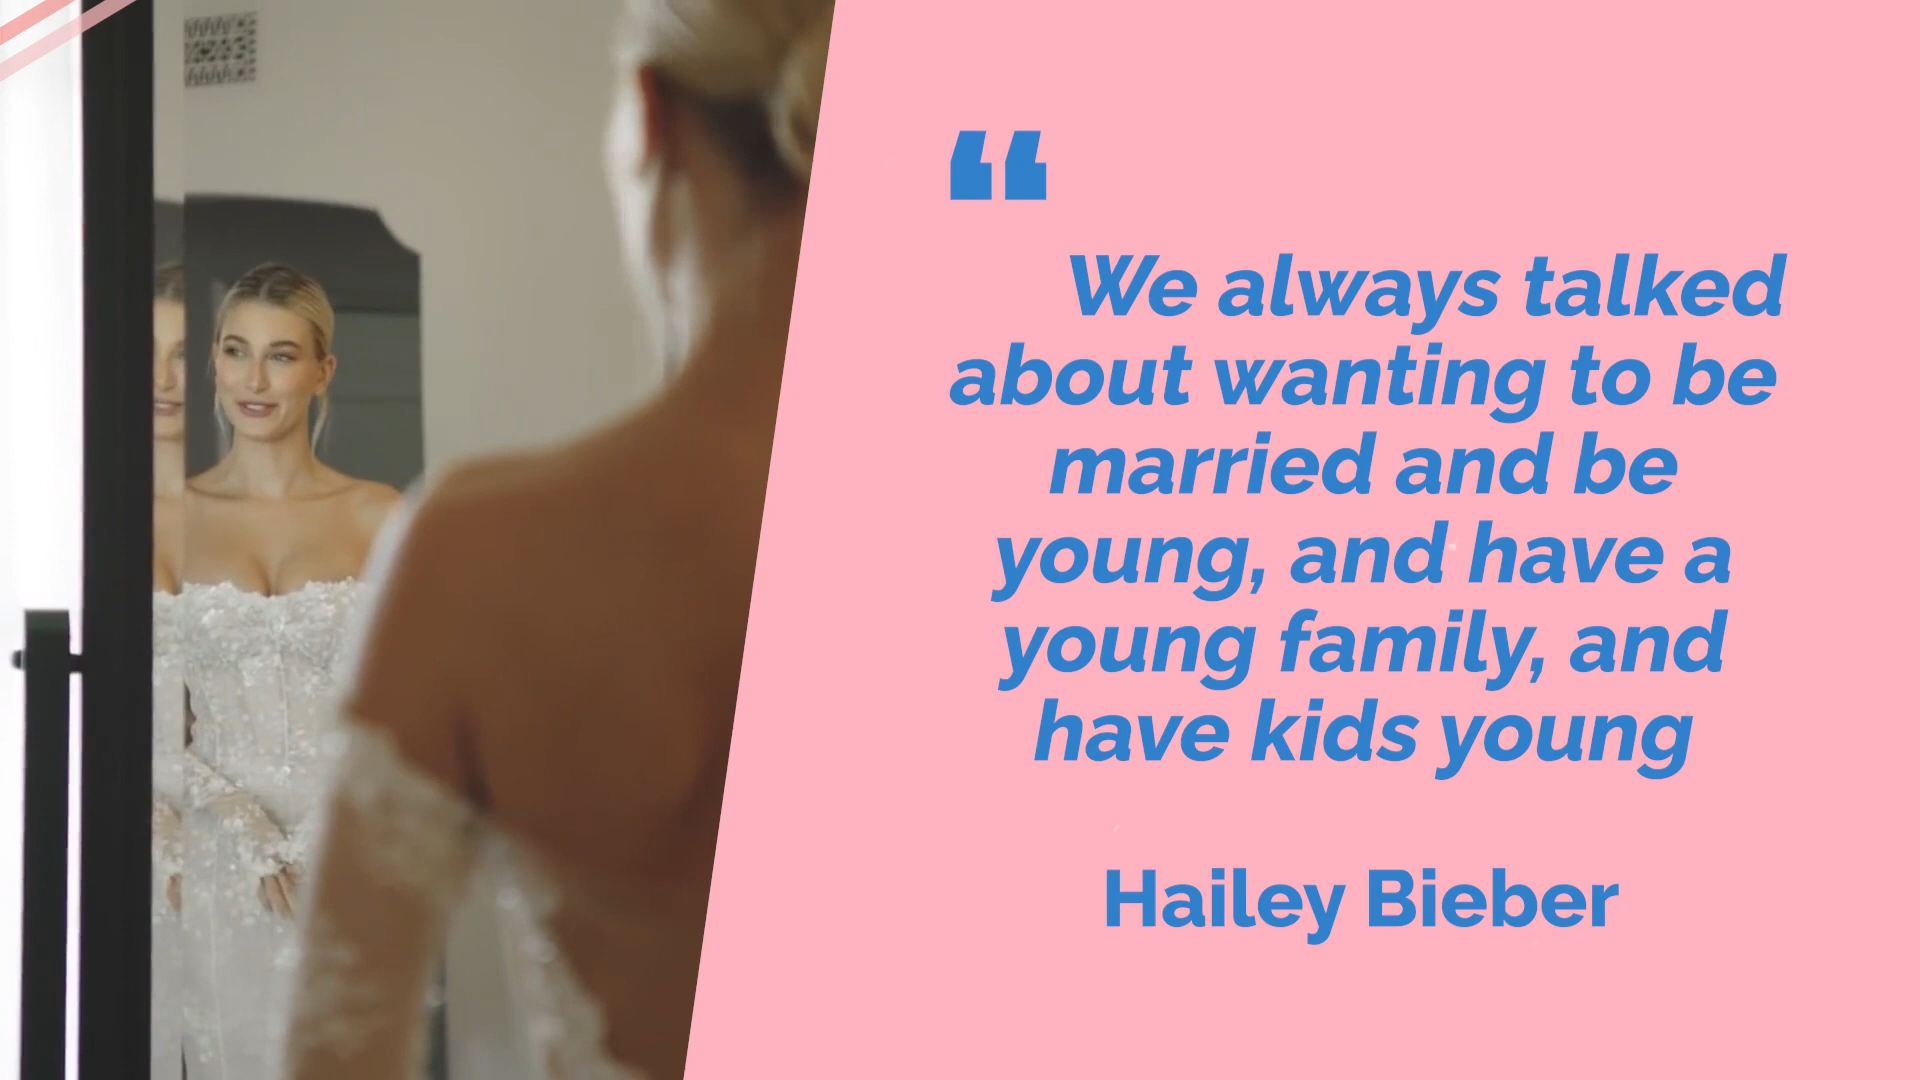 “
We always talked
about wanting to be
married and be
young, and have a
young family, and
have kids young
Hailey Bieber